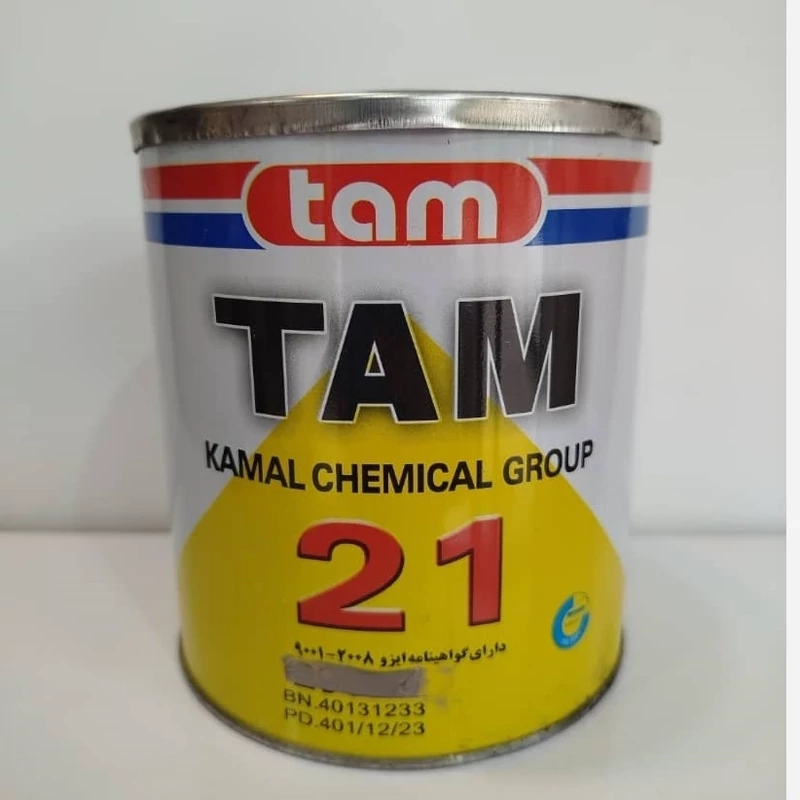 tam
TAM
KAMAL CHEMICAL GROUP
21
دارای گواهینامه ایزو ۲۰۰۸-۹۰۰۱
BN.40131233
PD.401/12/23